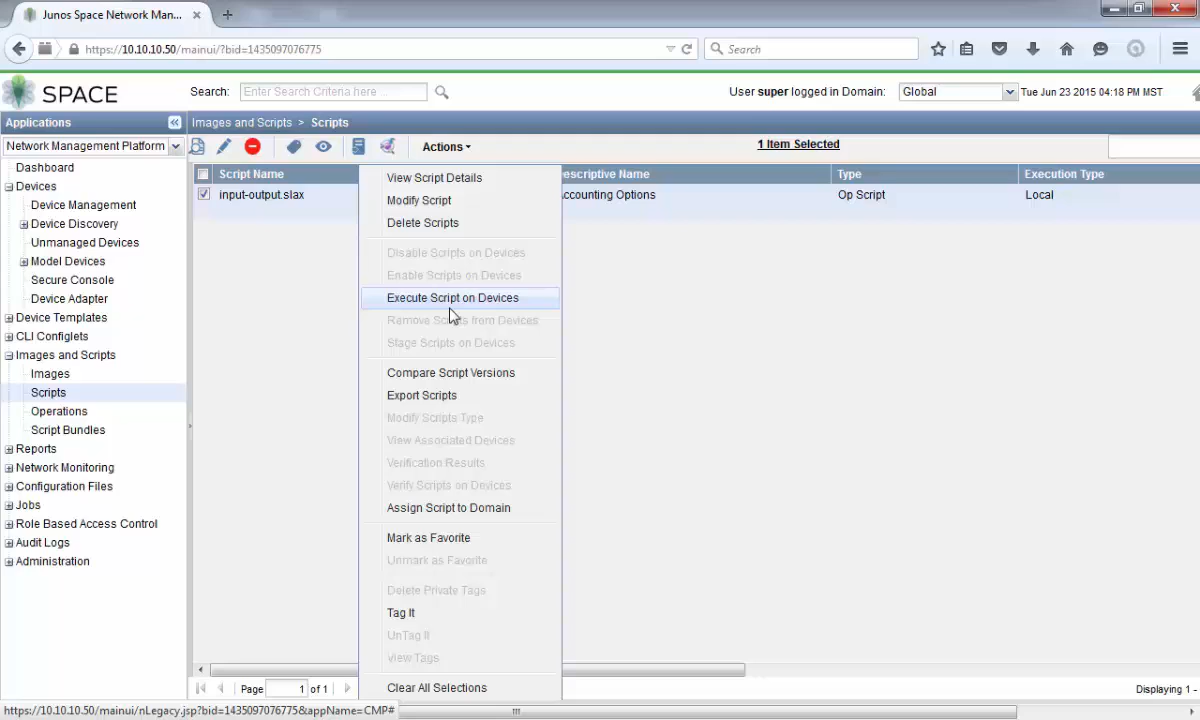 Junos Space Network Man...
https://10.10.10.50/mainui/?bid=1435097076775
Search
SPACE
Search:
Enter Search Criteria here ...
User super logged in Domain:
Global
Tue Jun 23 2015 04:18 PM MST
Applications
Images and Scripts > Scripts
Network Management Platform
Actions
1 Item Selected
Dashboard
Devices
Device Management
Device Discovery
Unmanaged Devices
Model Devices
Secure Console
Device Adapter
Device Templates
CLI Configlets
Images and Scripts
Images
Scripts
Operations
Script Bundles
Reports
Network Monitoring
Configuration Files
Jobs
Role Based Access Control
Audit Logs
Administration
Script Name
escriptive Name
Type
Execution Type
input-output.slax
ccounting Options
Op Script
Local
View Script Details
Modify Script
Delete Scripts
Disable Scripts on Devices
Enable Scripts on Devices
Execute Script on Devices
Remove Scripts from Devices
Stage Scripts on Devices
Compare Script Versions
Export Scripts
Modify Scripts Type
View Associated Devices
Verification Results
Verify Scripts on Devices
Assign Script to Domain
Mark as Favorite
Unmark as Favorite
Delete Private Tags
Tag It
UnTag It
View Tags
Clear All Selections
Page 1 of 1
Displaying 1 -
https://10.10.10.50/mainui/nLegacy.jsp?bid=1435097076775&appName=CMP#